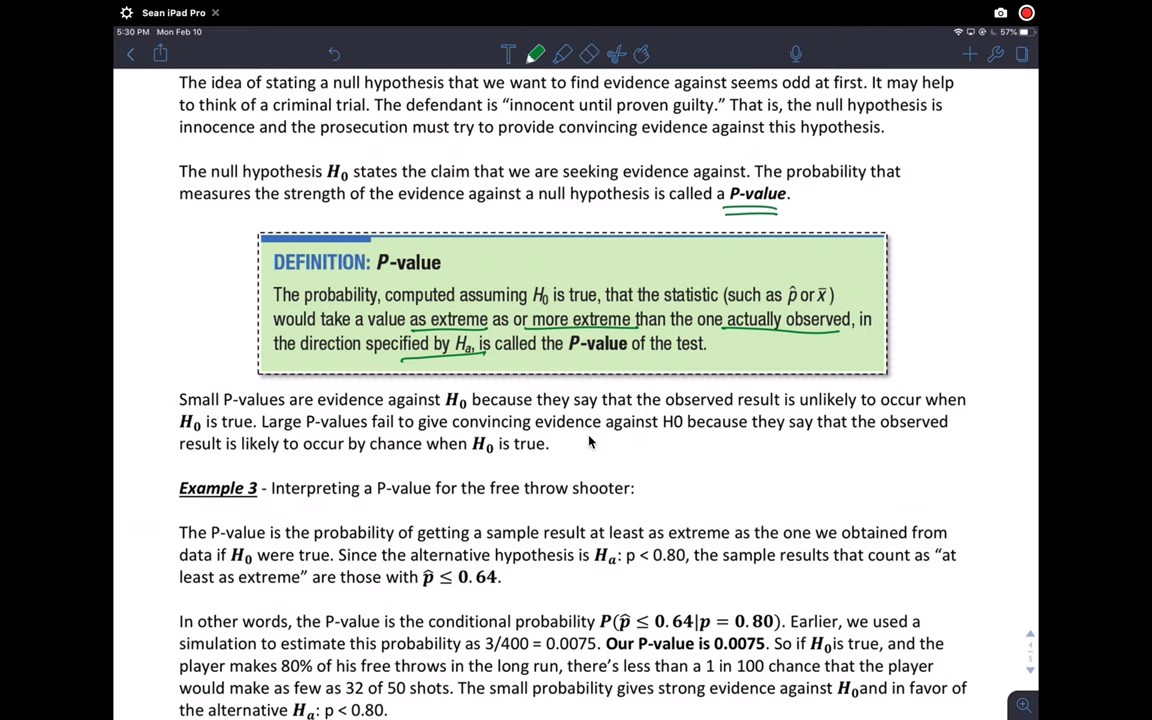 Sean iPad Pro ×
5:30 PM Mon Feb 10
57%
The idea of stating a null hypothesis that we want to find evidence against seems odd at first. It may help
to think of a criminal trial. The defendant is “innocent until proven guilty.” That is, the null hypothesis is
innocence and the prosecution must try to provide convincing evidence against this hypothesis.
The null hypothesis H₀ states the claim that we are seeking evidence against. The probability that
measures the strength of the evidence against a null hypothesis is called a P-value.
DEFINITION: P-value
The probability, computed assuming H₀ is true, that the statistic (such as p̂ or x̄)
would take a value as extreme as or more extreme than the one actually observed, in
the direction specified by Hₐ, is called the P-value of the test.
Small P-values are evidence against H₀ because they say that the observed result is unlikely to occur when
H₀ is true. Large P-values fail to give convincing evidence against H0 because they say that the observed
result is likely to occur by chance when H₀ is true.
Example 3 - Interpreting a P-value for the free throw shooter:
The P-value is the probability of getting a sample result at least as extreme as the one we obtained from
data if H₀ were true. Since the alternative hypothesis is Hₐ: p < 0.80, the sample results that count as “at
least as extreme” are those with p̂ ≤ 0.64.
In other words, the P-value is the conditional probability P(p̂ ≤ 0.64|p = 0.80). Earlier, we used a
simulation to estimate this probability as 3/400 = 0.0075. Our P-value is 0.0075. So if H₀is true, and the
player makes 80% of his free throws in the long run, there’s less than a 1 in 100 chance that the player
would make as few as 32 of 50 shots. The small probability gives strong evidence against H₀and in favor of
the alternative Hₐ: p < 0.80.